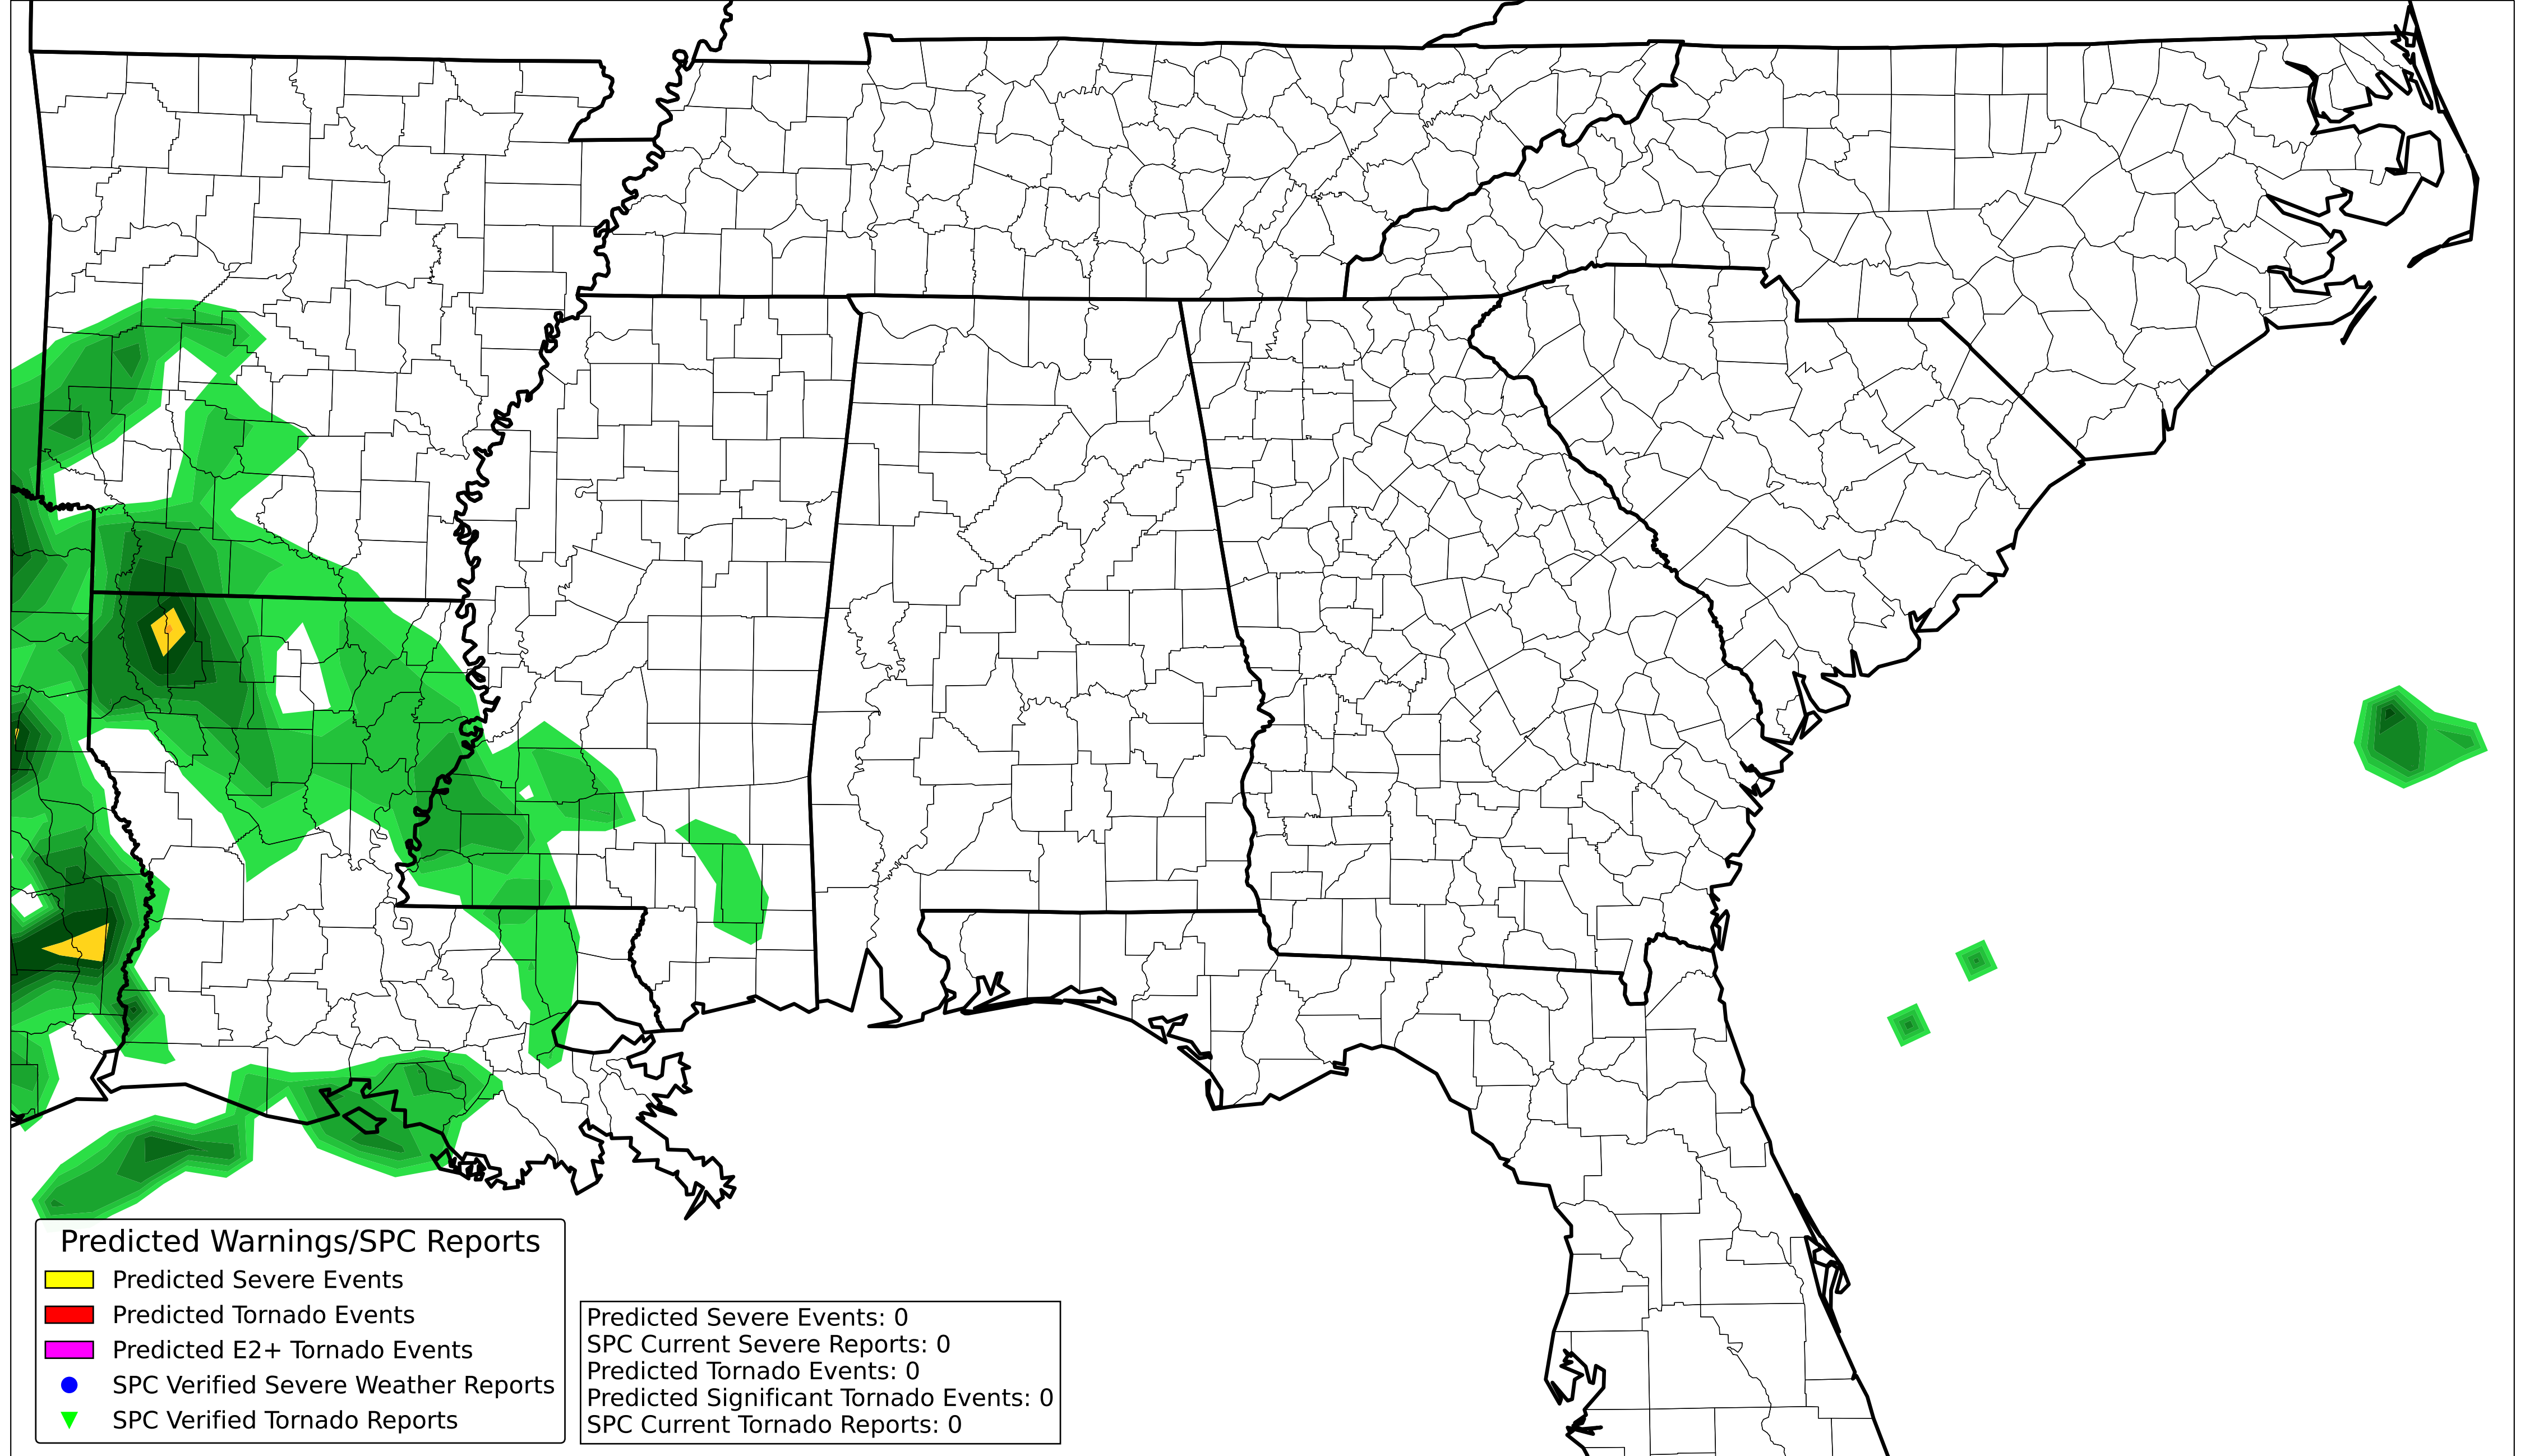 Predicted Warnings/SPC Reports
Predicted Severe Events
Predicted Tornado Events
Predicted E2+ Tornado Events
SPC Verified Severe Weather Reports
SPC Verified Tornado Reports
Predicted Severe Events: 0
SPC Current Severe Reports: 0
Predicted Tornado Events: 0
Predicted Significant Tornado Events: 0
SPC Current Tornado Reports: 0